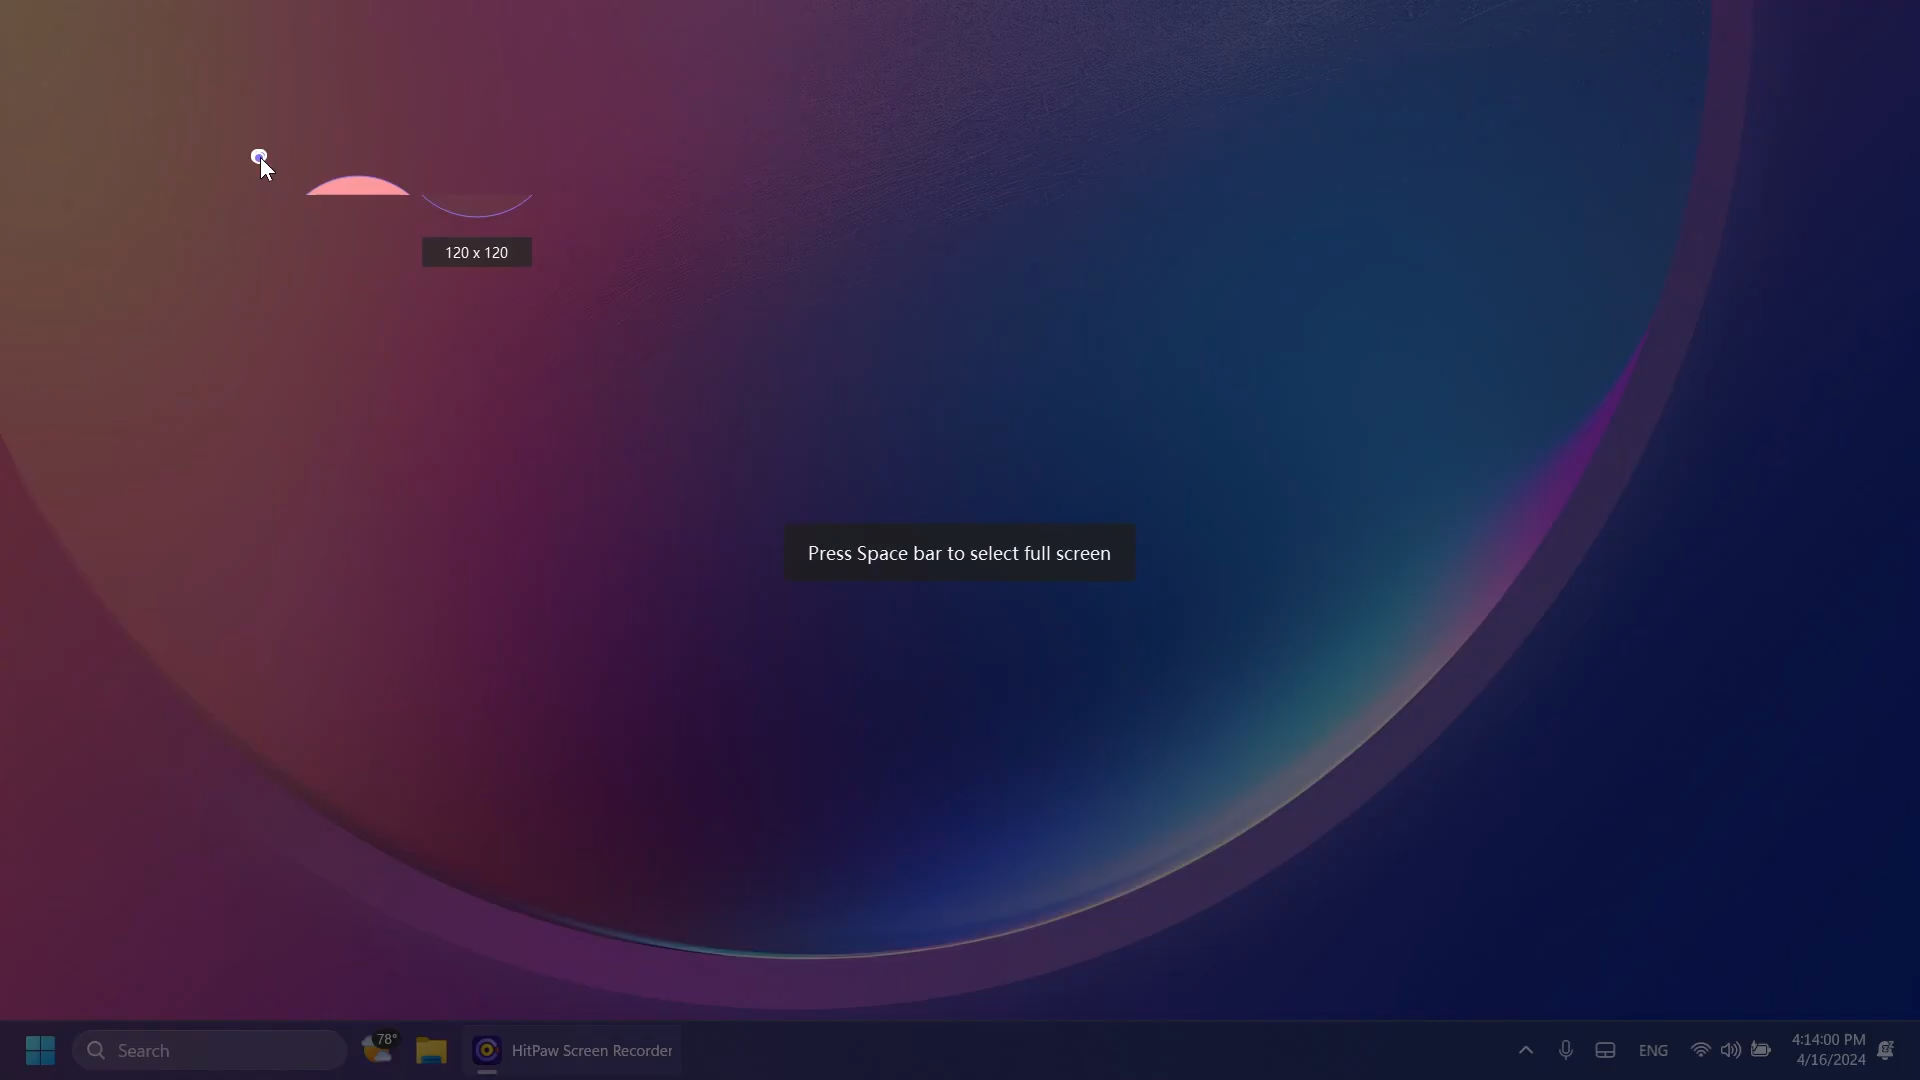 120 x 120
Press Space bar to select full screen
Search
78°
HitPaw Screen Recorder
ENG
4:14:00 PM
4/16/2024